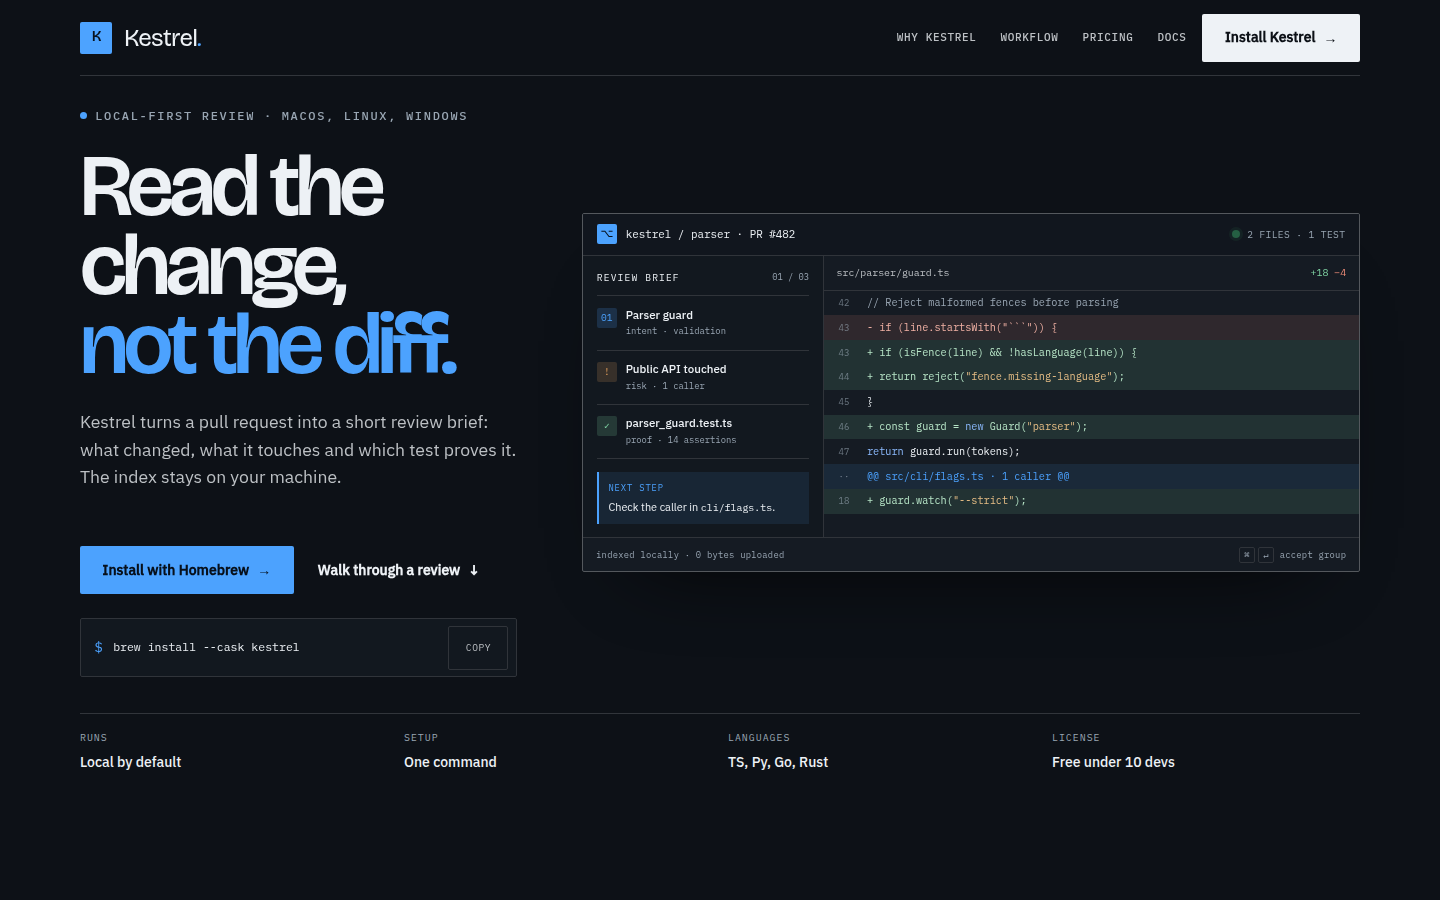 K Kestrel.
WHY KESTREL WORKFLOW PRICING DOCS Install Kestrel →
LOCAL-FIRST REVIEW · MACOS, LINUX, WINDOWS
Read the
change,
not the diff.
Kestrel turns a pull request into a short review brief:
what changed, what it touches and which test proves it.
The index stays on your machine.
Install with Homebrew → Walk through a review ↓
$ brew install --cask kestrel COPY
⌥ kestrel / parser · PR #482 2 FILES · 1 TEST
REVIEW BRIEF 01 / 03
01 Parser guard
intent · validation
! Public API touched
risk · 1 caller
✓ parser_guard.test.ts
proof · 14 assertions
NEXT STEP
Check the caller in cli/flags.ts.
src/parser/guard.ts +18 −4
42 // Reject malformed fences before parsing
43 - if (line.startsWith("```")) {
43 + if (isFence(line) && !hasLanguage(line)) {
44 + return reject("fence.missing-language");
45 }
46 + const guard = new Guard("parser");
47 return guard.run(tokens);
·· @@ src/cli/flags.ts · 1 caller @@
18 + guard.watch("--strict");
indexed locally · 0 bytes uploaded ⌘ ↵ accept group
RUNS SETUP LANGUAGES LICENSE
Local by default One command TS, Py, Go, Rust Free under 10 devs